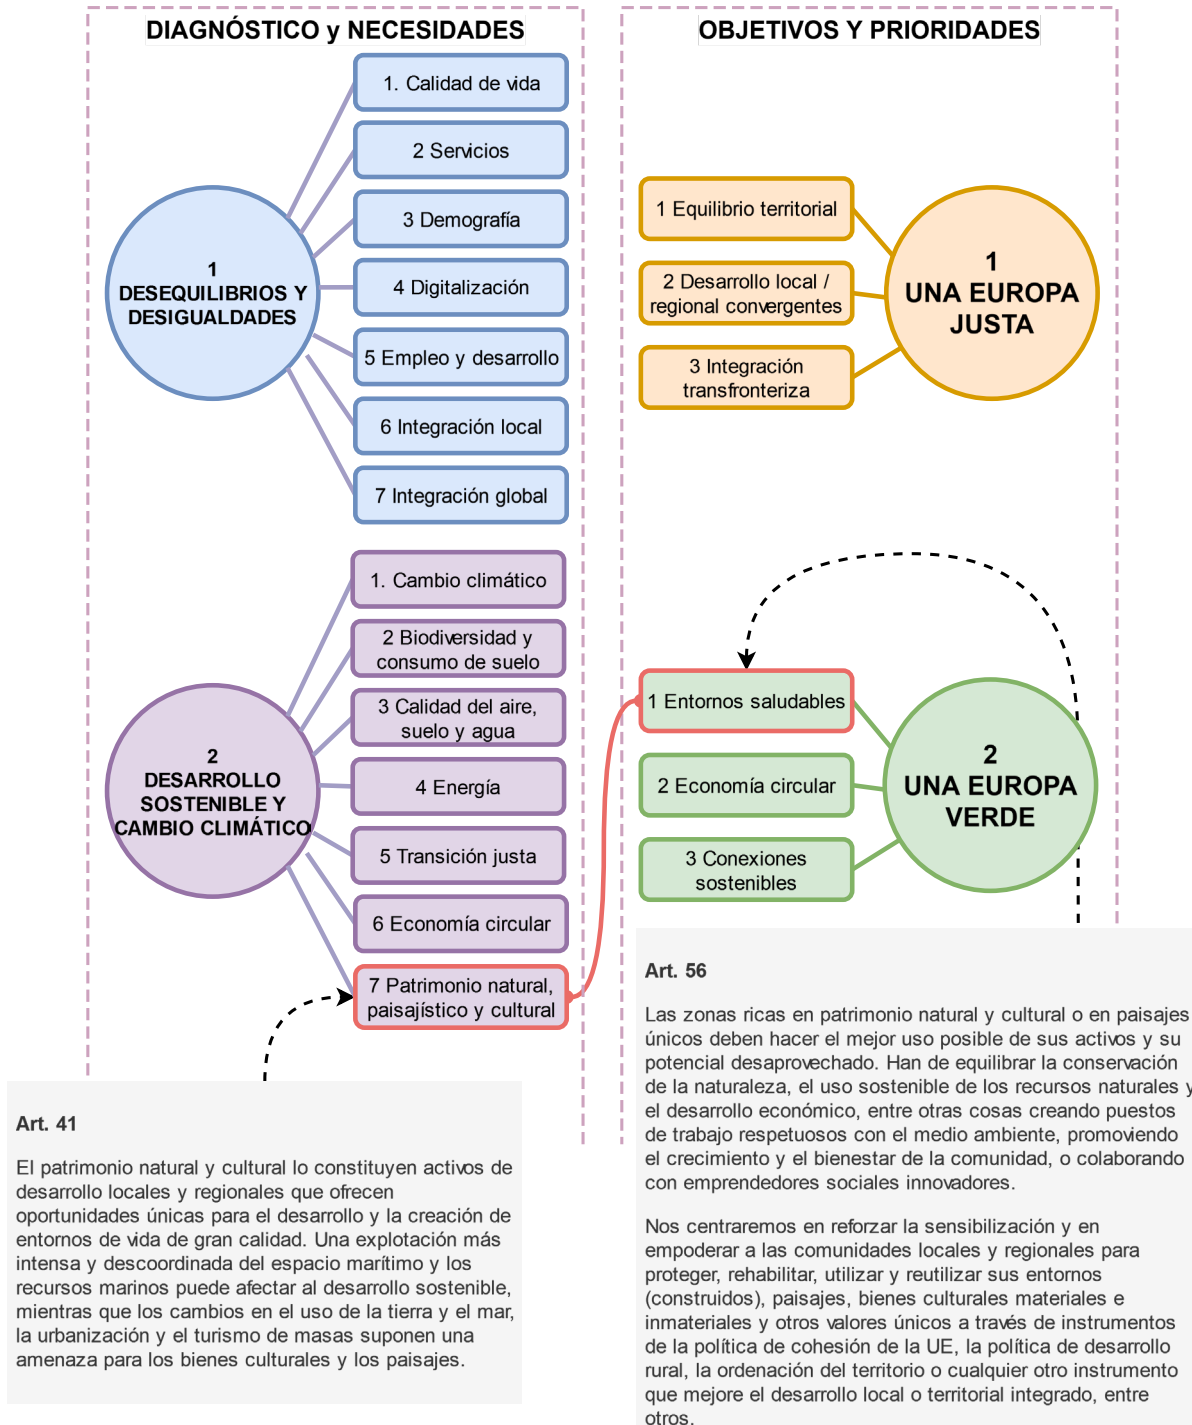 DIAGNÓSTICO y NECESIDADES
1. Calidad de vida
2 Servicios
3 Demografía
1
DESEQUILIBRIOS Y
DESIGUALDADES
4 Digitalización
5 Empleo y desarrollo
6 Integración local
7 Integración global
1. Cambio climático
2 Biodiversidad y
consumo de suelo
3 Calidad del aire,
suelo y agua
2
DESARROLLO
SOSTENIBLE Y
CAMBIO CLIMÁTICO
4 Energía
5 Transición justa
6 Economía circular
7 Patrimonio natural,
paisajístico y cultural
Art. 41
El patrimonio natural y cultural lo constituyen activos de
desarrollo locales y regionales que ofrecen
oportunidades únicas para el desarrollo y la creación de
entornos de vida de gran calidad. Una explotación más
intensa y descoordinada del espacio marítimo y los
recursos marinos puede afectar al desarrollo sostenible,
mientras que los cambios en el uso de la tierra y el mar,
la urbanización y el turismo de masas suponen una
amenaza para los bienes culturales y los paisajes.
OBJETIVOS Y PRIORIDADES
1 Equilibrio territorial
2 Desarrollo local /
regional convergentes
3 Integración
transfronteriza
1
UNA EUROPA
JUSTA
1 Entornos saludables
2 Economía circular
3 Conexiones
sostenibles
2
UNA EUROPA
VERDE
Art. 56
Las zonas ricas en patrimonio natural y cultural o en paisajes
únicos deben hacer el mejor uso posible de sus activos y su
potencial desaprovechado. Han de equilibrar la conservación
de la naturaleza, el uso sostenible de los recursos naturales y
el desarrollo económico, entre otras cosas creando puestos
de trabajo respetuosos con el medio ambiente, promoviendo
el crecimiento y el bienestar de la comunidad, o colaborando
con emprendedores sociales innovadores.
Nos centraremos en reforzar la sensibilización y en
empoderar a las comunidades locales y regionales para
proteger, rehabilitar, utilizar y reutilizar sus entornos
(construidos), paisajes, bienes culturales materiales e
inmateriales y otros valores únicos a través de instrumentos
de la política de cohesión de la UE, la política de desarrollo
rural, la ordenación del territorio o cualquier otro instrumento
que mejore el desarrollo local o territorial integrado, entre
otros.